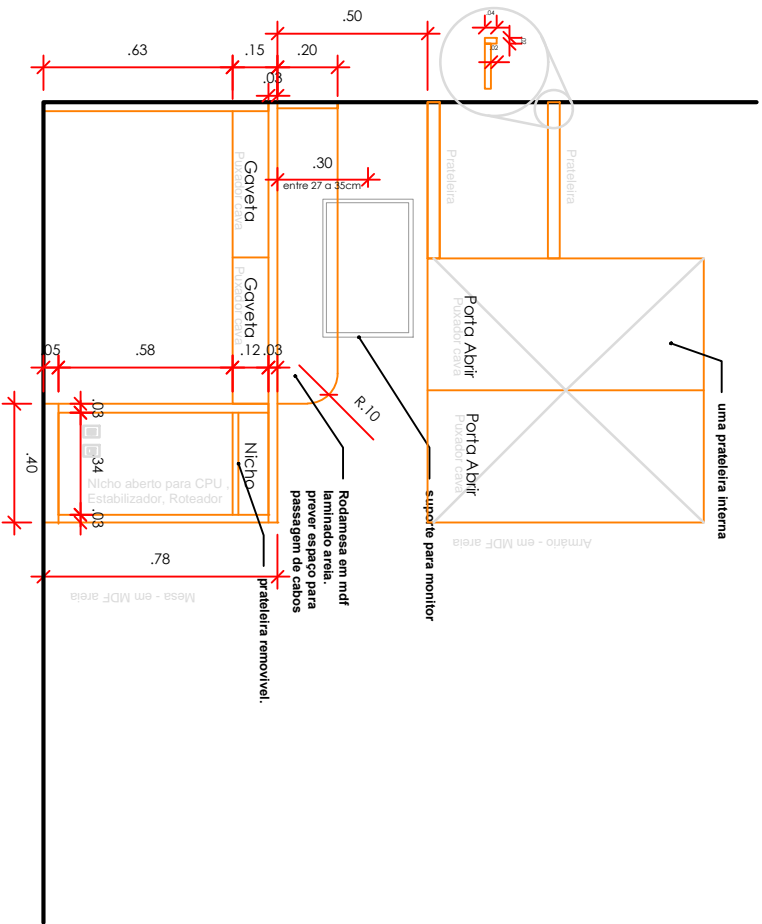 .50
.04
.03
.02
.63
.15
.20
.03
Prateleira
Prateleira
.30
entre 27 a 35cm
Gaveta
Puxador cava
Gaveta
Puxador cava
Porta Abrir
Puxador cava
Porta Abrir
Puxador cava
uma prateleira interna
.05
.58
.12
.03
R.10
.03
.34
.03
.40
Nicho
NIcho aberto para CPU ,
Estabilizador, Roteador
Rodamesa em mdf
laminado areia.
prever espaço para
passagem de cabos
suporte para monitor
Armário - em MDF areia
.78
Mesa - em MDF areia
prateleira removivel.